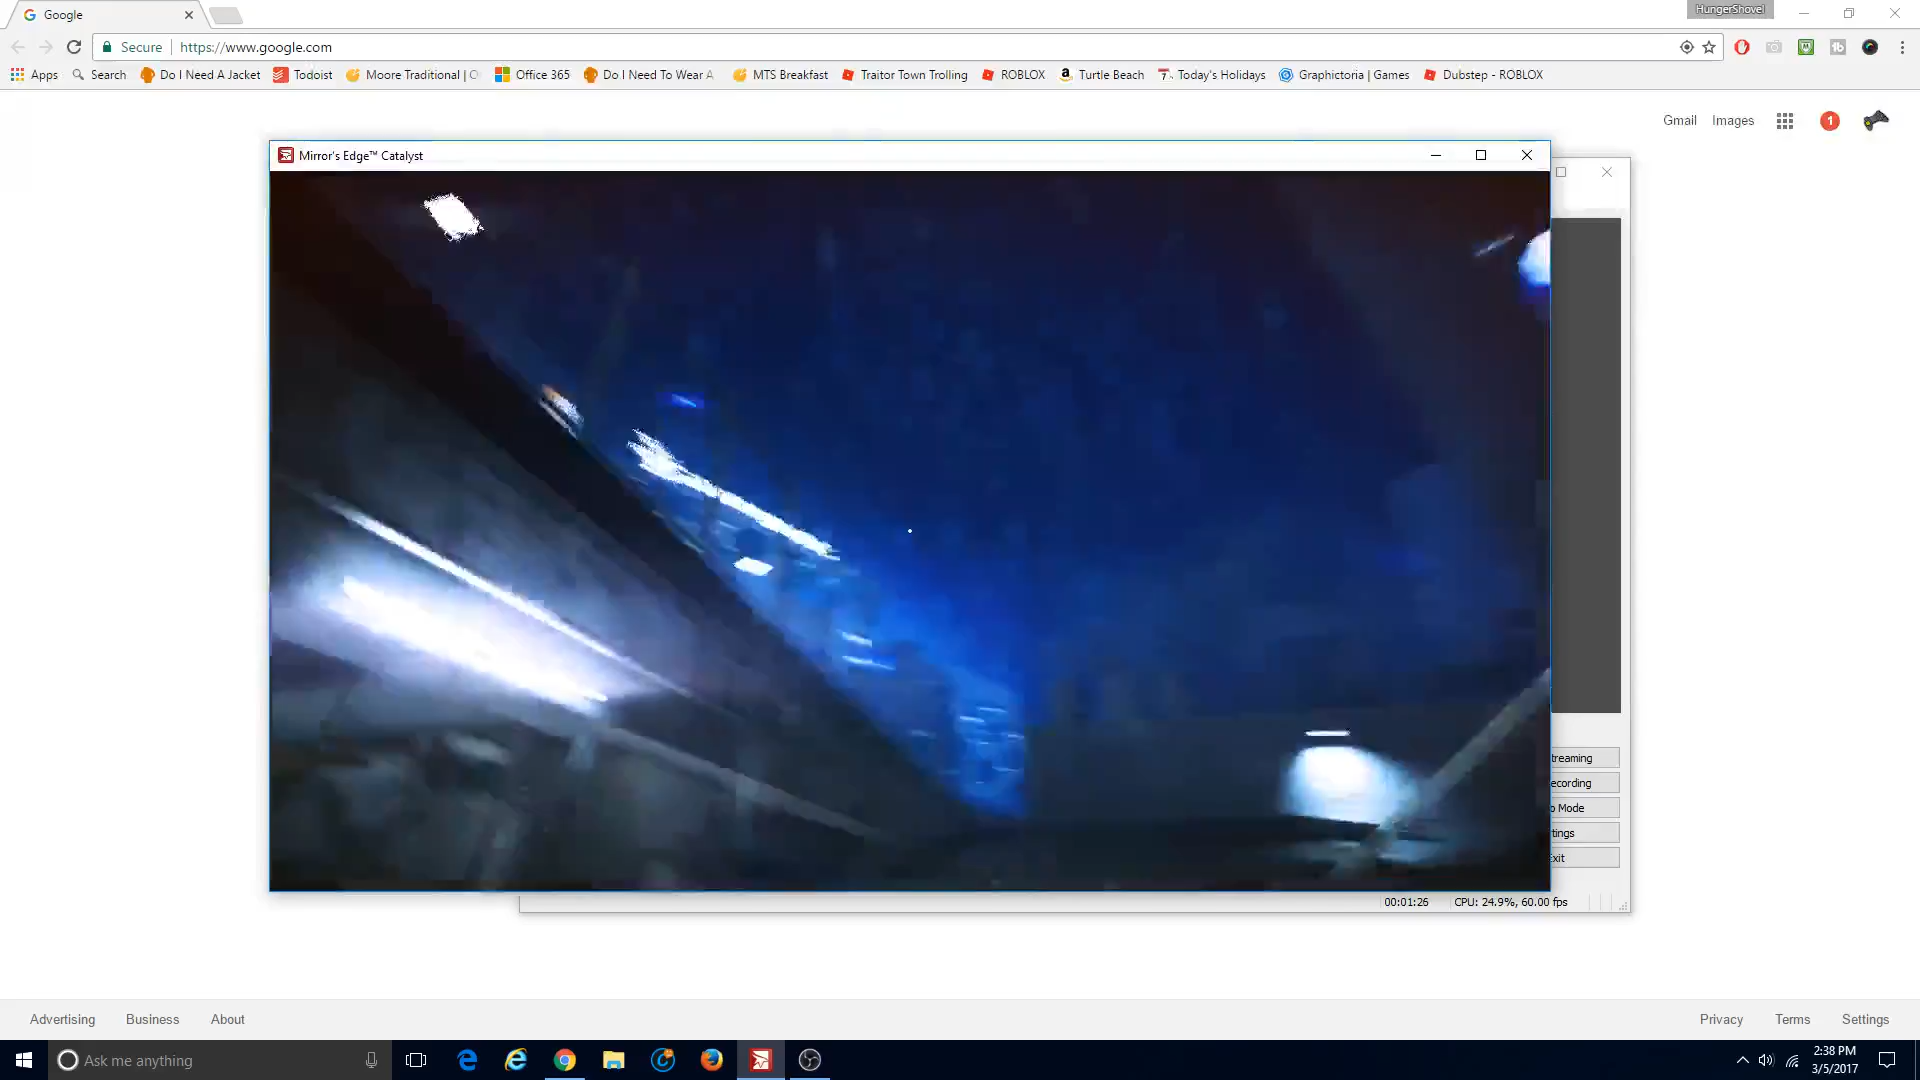 Google
HungerShovel
Secure https://www.google.com
Apps Search Do I Need A Jacket Todoist Moore Traditional | C Office 365 Do I Need To Wear A MTS Breakfast Traitor Town Trolling ROBLOX Turtle Beach Today's Holidays Graphictoria | Games Dubstep - ROBLOX
Gmail Images 1
Mirror's Edge™ Catalyst
treaming
ecording
o Mode
ttings
Exit
00:01:26 CPU: 24.9%, 60.00 fps
Advertising Business About Privacy Terms Settings
Ask me anything
2:38 PM
3/5/2017